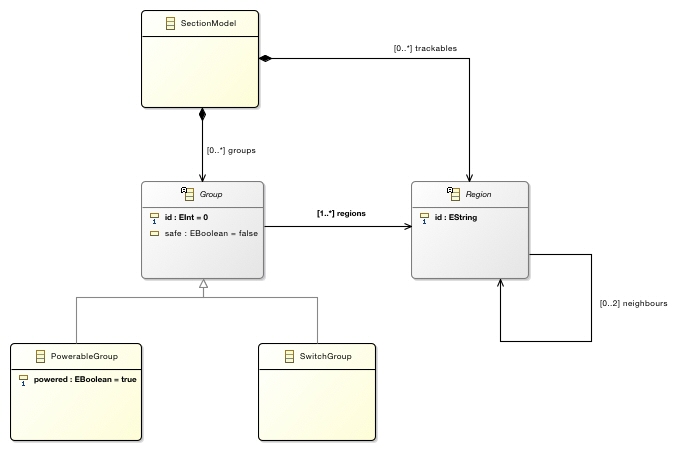 SectionModel
[0..*] trackables
[0..*] groups
Group
id : EInt = 0
safe : EBoolean = false
[1..*] regions
Region
id : EString
[0..2] neighbours
PowerableGroup
powered : EBoolean = true
SwitchGroup